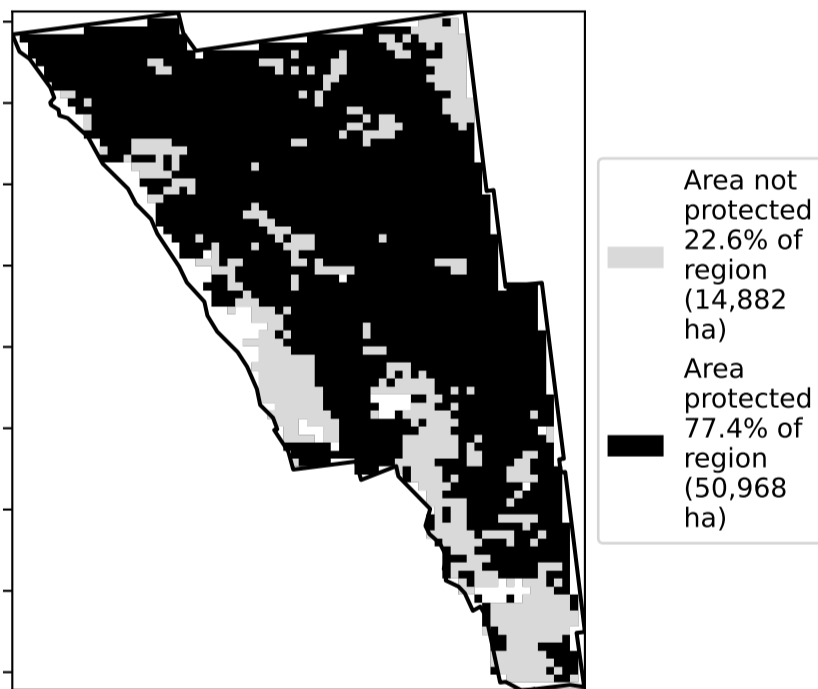 Area not
protected
22.6% of
region
(14,882
ha)
Area
protected
77.4% of
region
(50,968
ha)